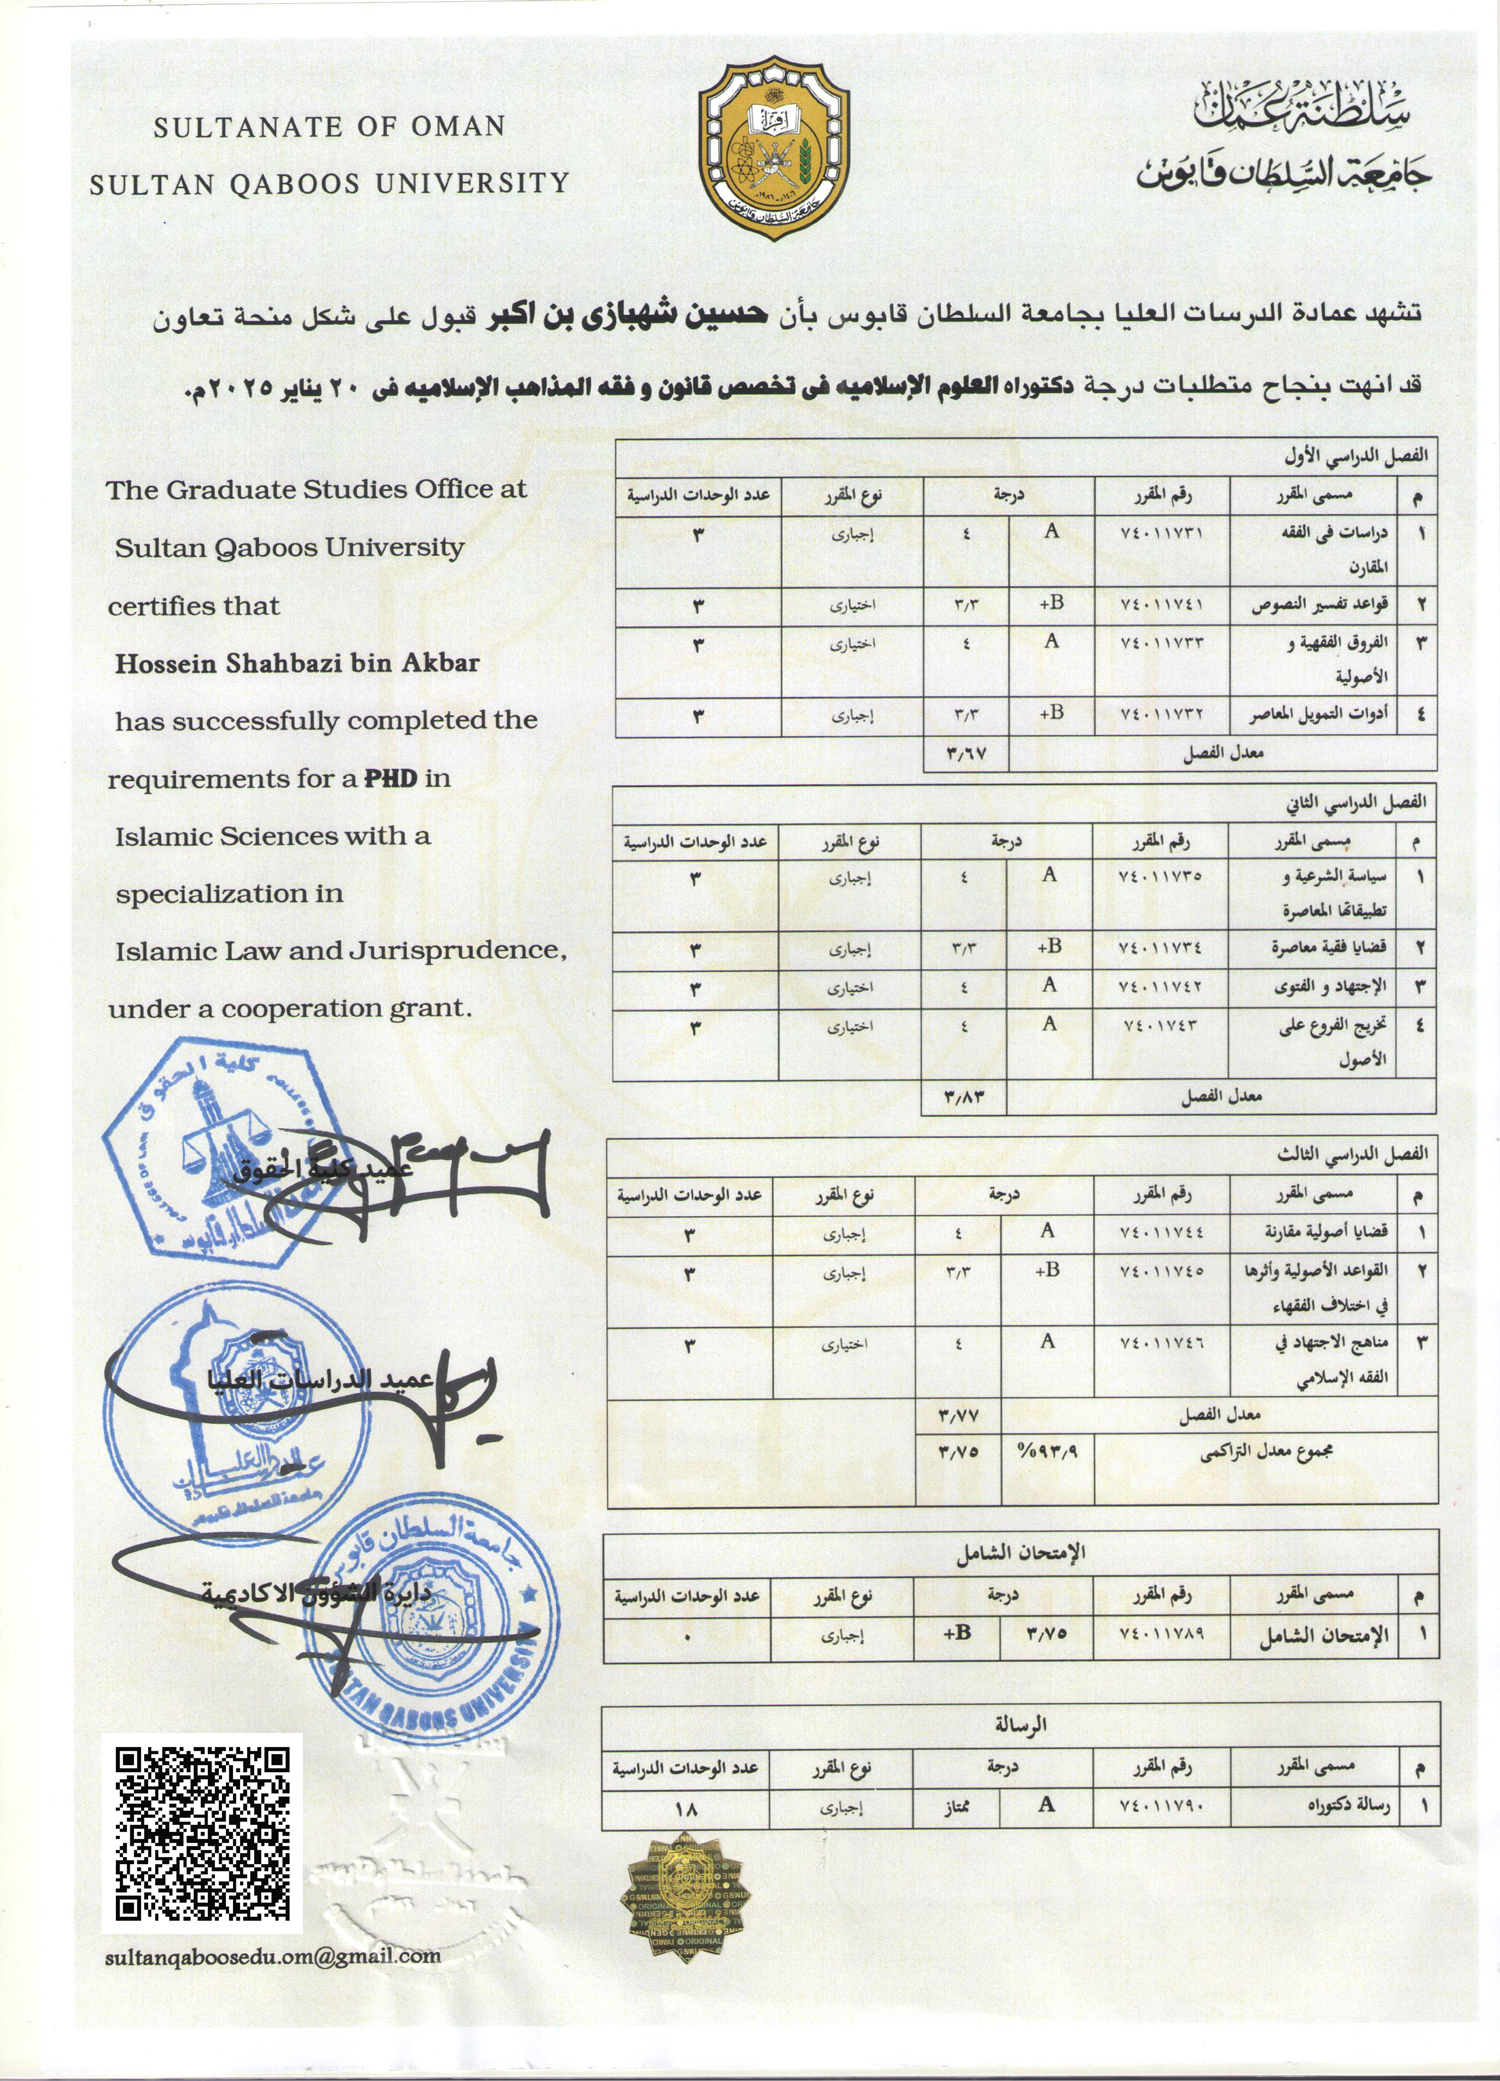 SULTANATE OF OMAN
SULTAN QABOOS UNIVERSITY
اقرأ
جامعة السلطان قابوس
سلطنة عمان
جامعة السلطان قابوس
تشهد عمادة الدرسات العليا بجامعة السلطان قابوس بأن حسين شهبازى بن اكبر قبول على شكل منحة تعاون
قد انهت بنجاح متطلبات درجة دكتوراه العلوم الإسلاميه فى تخصص قانون و فقه المذاهب الإسلاميه فى ٢٠ يناير ٢٠٢٥م.
The Graduate Studies Office at
Sultan Qaboos University
certifies that
Hossein Shahbazi bin Akbar
has successfully completed the
requirements for a PHD in
Islamic Sciences with a
specialization in
Islamic Law and Jurisprudence,
under a cooperation grant.
الفصل الدراسي الأول
م مسمى المقرر رقم المقرر درجة نوع المقرر عدد الوحدات الدراسية
١ دراسات فى الفقه ٧٤٠١١٧٣١ A ٤ إجبارى ٣
المقارن
٢ قواعد تفسير النصوص ٧٤٠١١٧٤١ B+ ٣٫٣ اختيارى ٣
٣ الفروق الفقهية و ٧٤٠١١٧٣٣ A ٤ اختيارى ٣
الأصولية
٤ أدوات التمويل المعاصر ٧٤٠١١٧٣٢ B+ ٣٫٣ إجبارى ٣
معدل الفصل ٣٫٦٧
الفصل الدراسي الثاني
م مسمى المقرر رقم المقرر درجة نوع المقرر عدد الوحدات الدراسية
١ سياسة الشرعية و ٧٤٠١١٧٣٥ A ٤ إجبارى ٣
تطبيقاتها المعاصرة
٢ قضايا فقية معاصرة ٧٤٠١١٧٣٤ B+ ٣٫٣ إجبارى ٣
٣ الإجتهاد و الفتوى ٧٤٠١١٧٤٢ A ٤ اختيارى ٣
٤ تخريج الفروع على ٧٤٠١٧٤٣ A ٤ اختيارى ٣
الأصول
معدل الفصل ٣٫٨٣
الفصل الدراسي الثالث
م مسمى المقرر رقم المقرر درجة نوع المقرر عدد الوحدات الدراسية
١ قضايا أصولية مقارنة ٧٤٠١١٧٤٤ A ٤ إجبارى ٣
٢ القواعد الأصولية وأثرها ٧٤٠١١٧٤٥ B+ ٣٫٣ إجبارى ٣
في اختلاف الفقهاء
٣ مناهج الاجتهاد في ٧٤٠١١٧٤٦ A ٤ اختيارى ٣
الفقه الإسلامي
معدل الفصل ٣٫٧٧
مجموع معدل التراكمى ٩٣٫٩% ٣٫٧٥
الإمتحان الشامل
م مسمى المقرر رقم المقرر درجة نوع المقرر عدد الوحدات الدراسية
١ الإمتحان الشامل ٧٤٠١١٧٨٩ ٣٫٧٥ B+ إجبارى ٠
الرسالة
م مسمى المقرر رقم المقرر درجة نوع المقرر عدد الوحدات الدراسية
١ رسالة دكتوراه ٧٤٠١١٧٩٠ A ممتاز إجبارى ١٨
كلية الحقوق
COLLEGE OF LAW
السلطان قابوس
عميد كلية الحقوق
عميد الدراسات العليا
جامعة السلطان قابوس
دايرة الشؤون الاكاديمية
SULTAN QABOOS UNIVERSITY
ORIGINAL
sultanqaboosedu.om@gmail.com